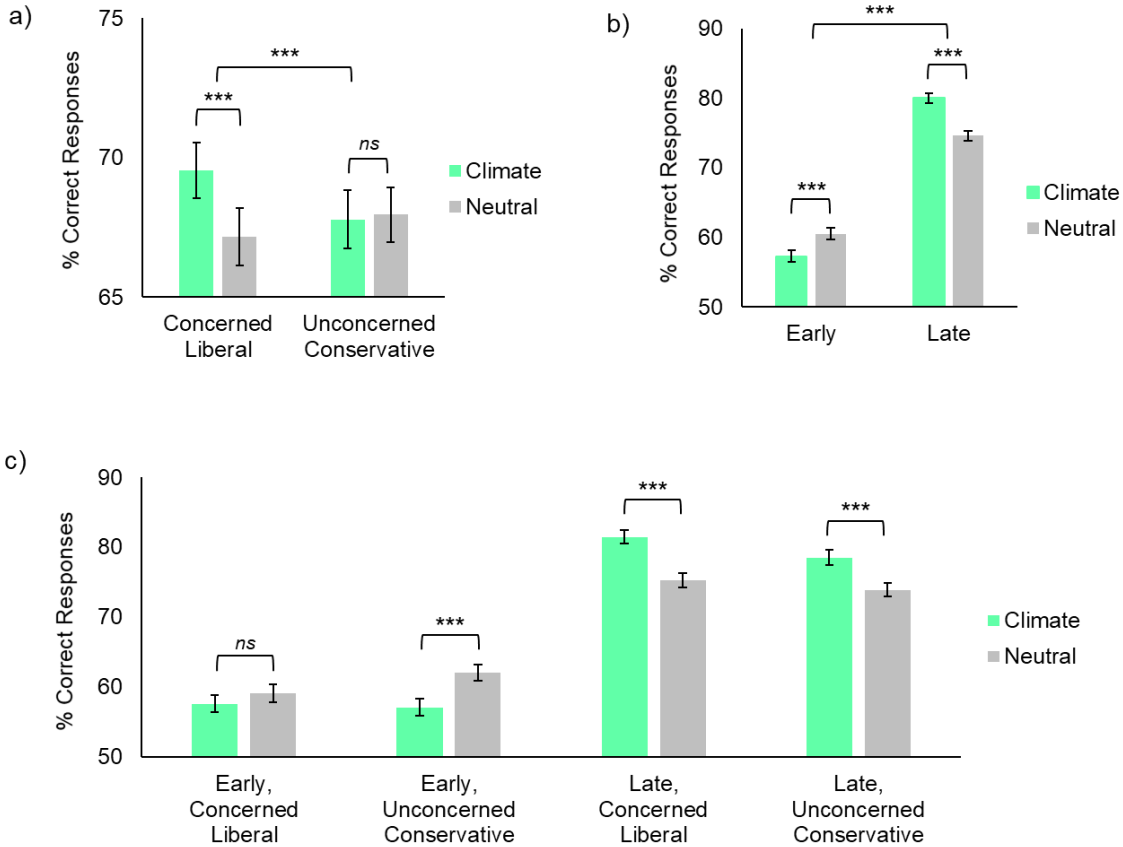 a)
75
70
65
% Correct Responses
***
***
ns
Climate
Neutral
Concerned
Liberal
Unconcerned
Conservative
b)
90
80
70
60
50
% Correct Responses
***
***
***
Climate
Neutral
Early
Late
c)
90
80
70
60
50
% Correct Responses
ns
***
***
***
Climate
Neutral
Early,
Concerned
Liberal
Early,
Unconcerned
Conservative
Late,
Concerned
Liberal
Late,
Unconcerned
Conservative